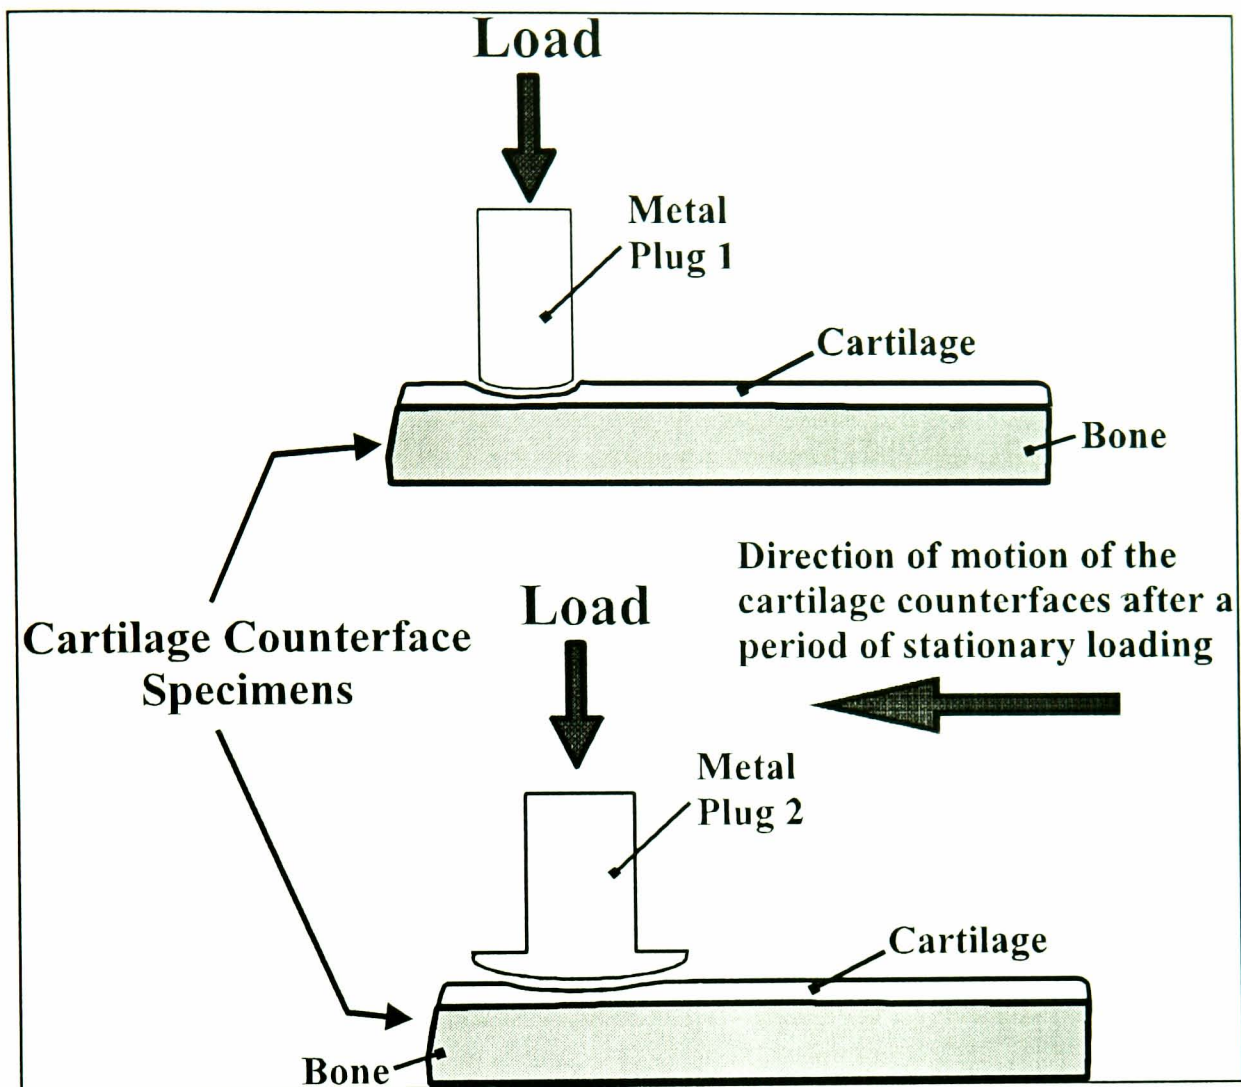 Load
Metal
Plug 1
Cartilage
Bone
Direction of motion of the
cartilage counterfaces after a
period of stationary loading
Load
Cartilage Counterface
Specimens
Metal
Plug 2
Cartilage
Bone